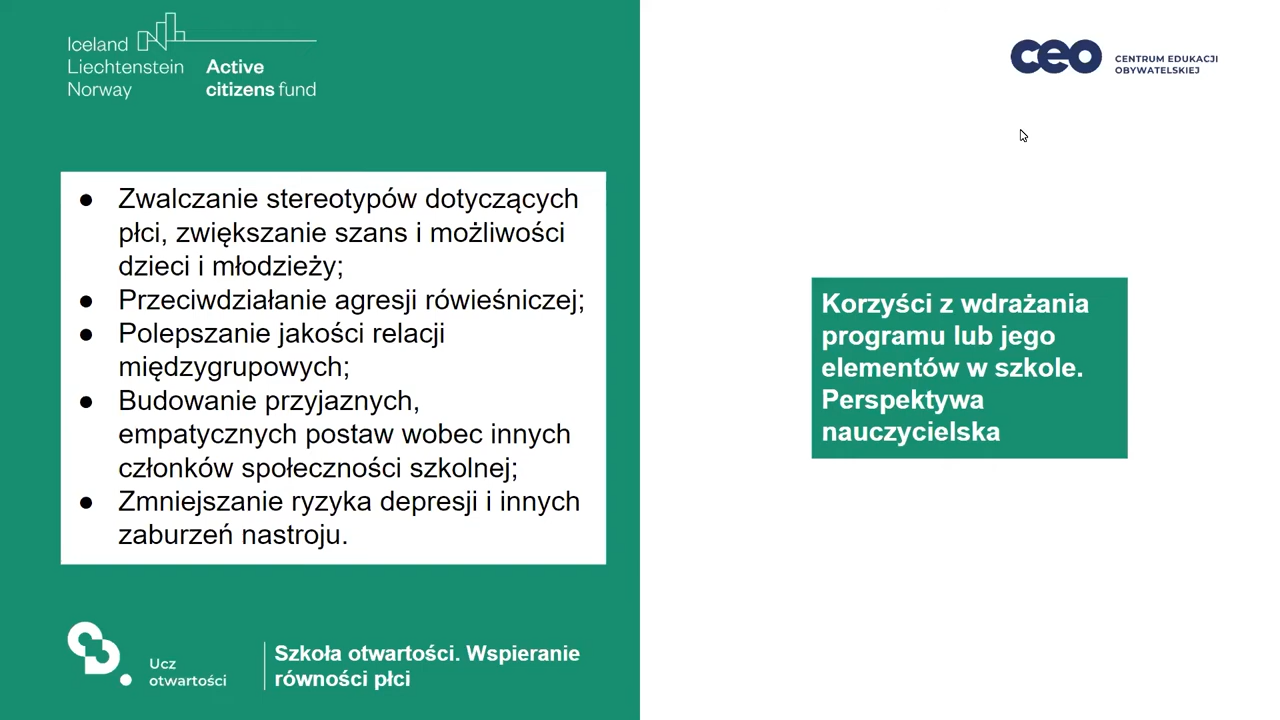 Iceland
Liechtenstein
Norway
Active
citizens fund
ceo
CENTRUM EDUKACJI
OBYWATELSKIEJ
● Zwalczanie stereotypów dotyczących
płci, zwiększanie szans i możliwości
dzieci i młodzieży;
● Przeciwdziałanie agresji rówieśniczej;
● Polepszanie jakości relacji
międzygrupowych;
● Budowanie przyjaznych,
empatycznych postaw wobec innych
członków społeczności szkolnej;
● Zmniejszanie ryzyka depresji i innych
zaburzeń nastroju.
Korzyści z wdrażania
programu lub jego
elementów w szkole.
Perspektywa
nauczycielska
Ucz
otwartości
Szkoła otwartości. Wspieranie
równości płci